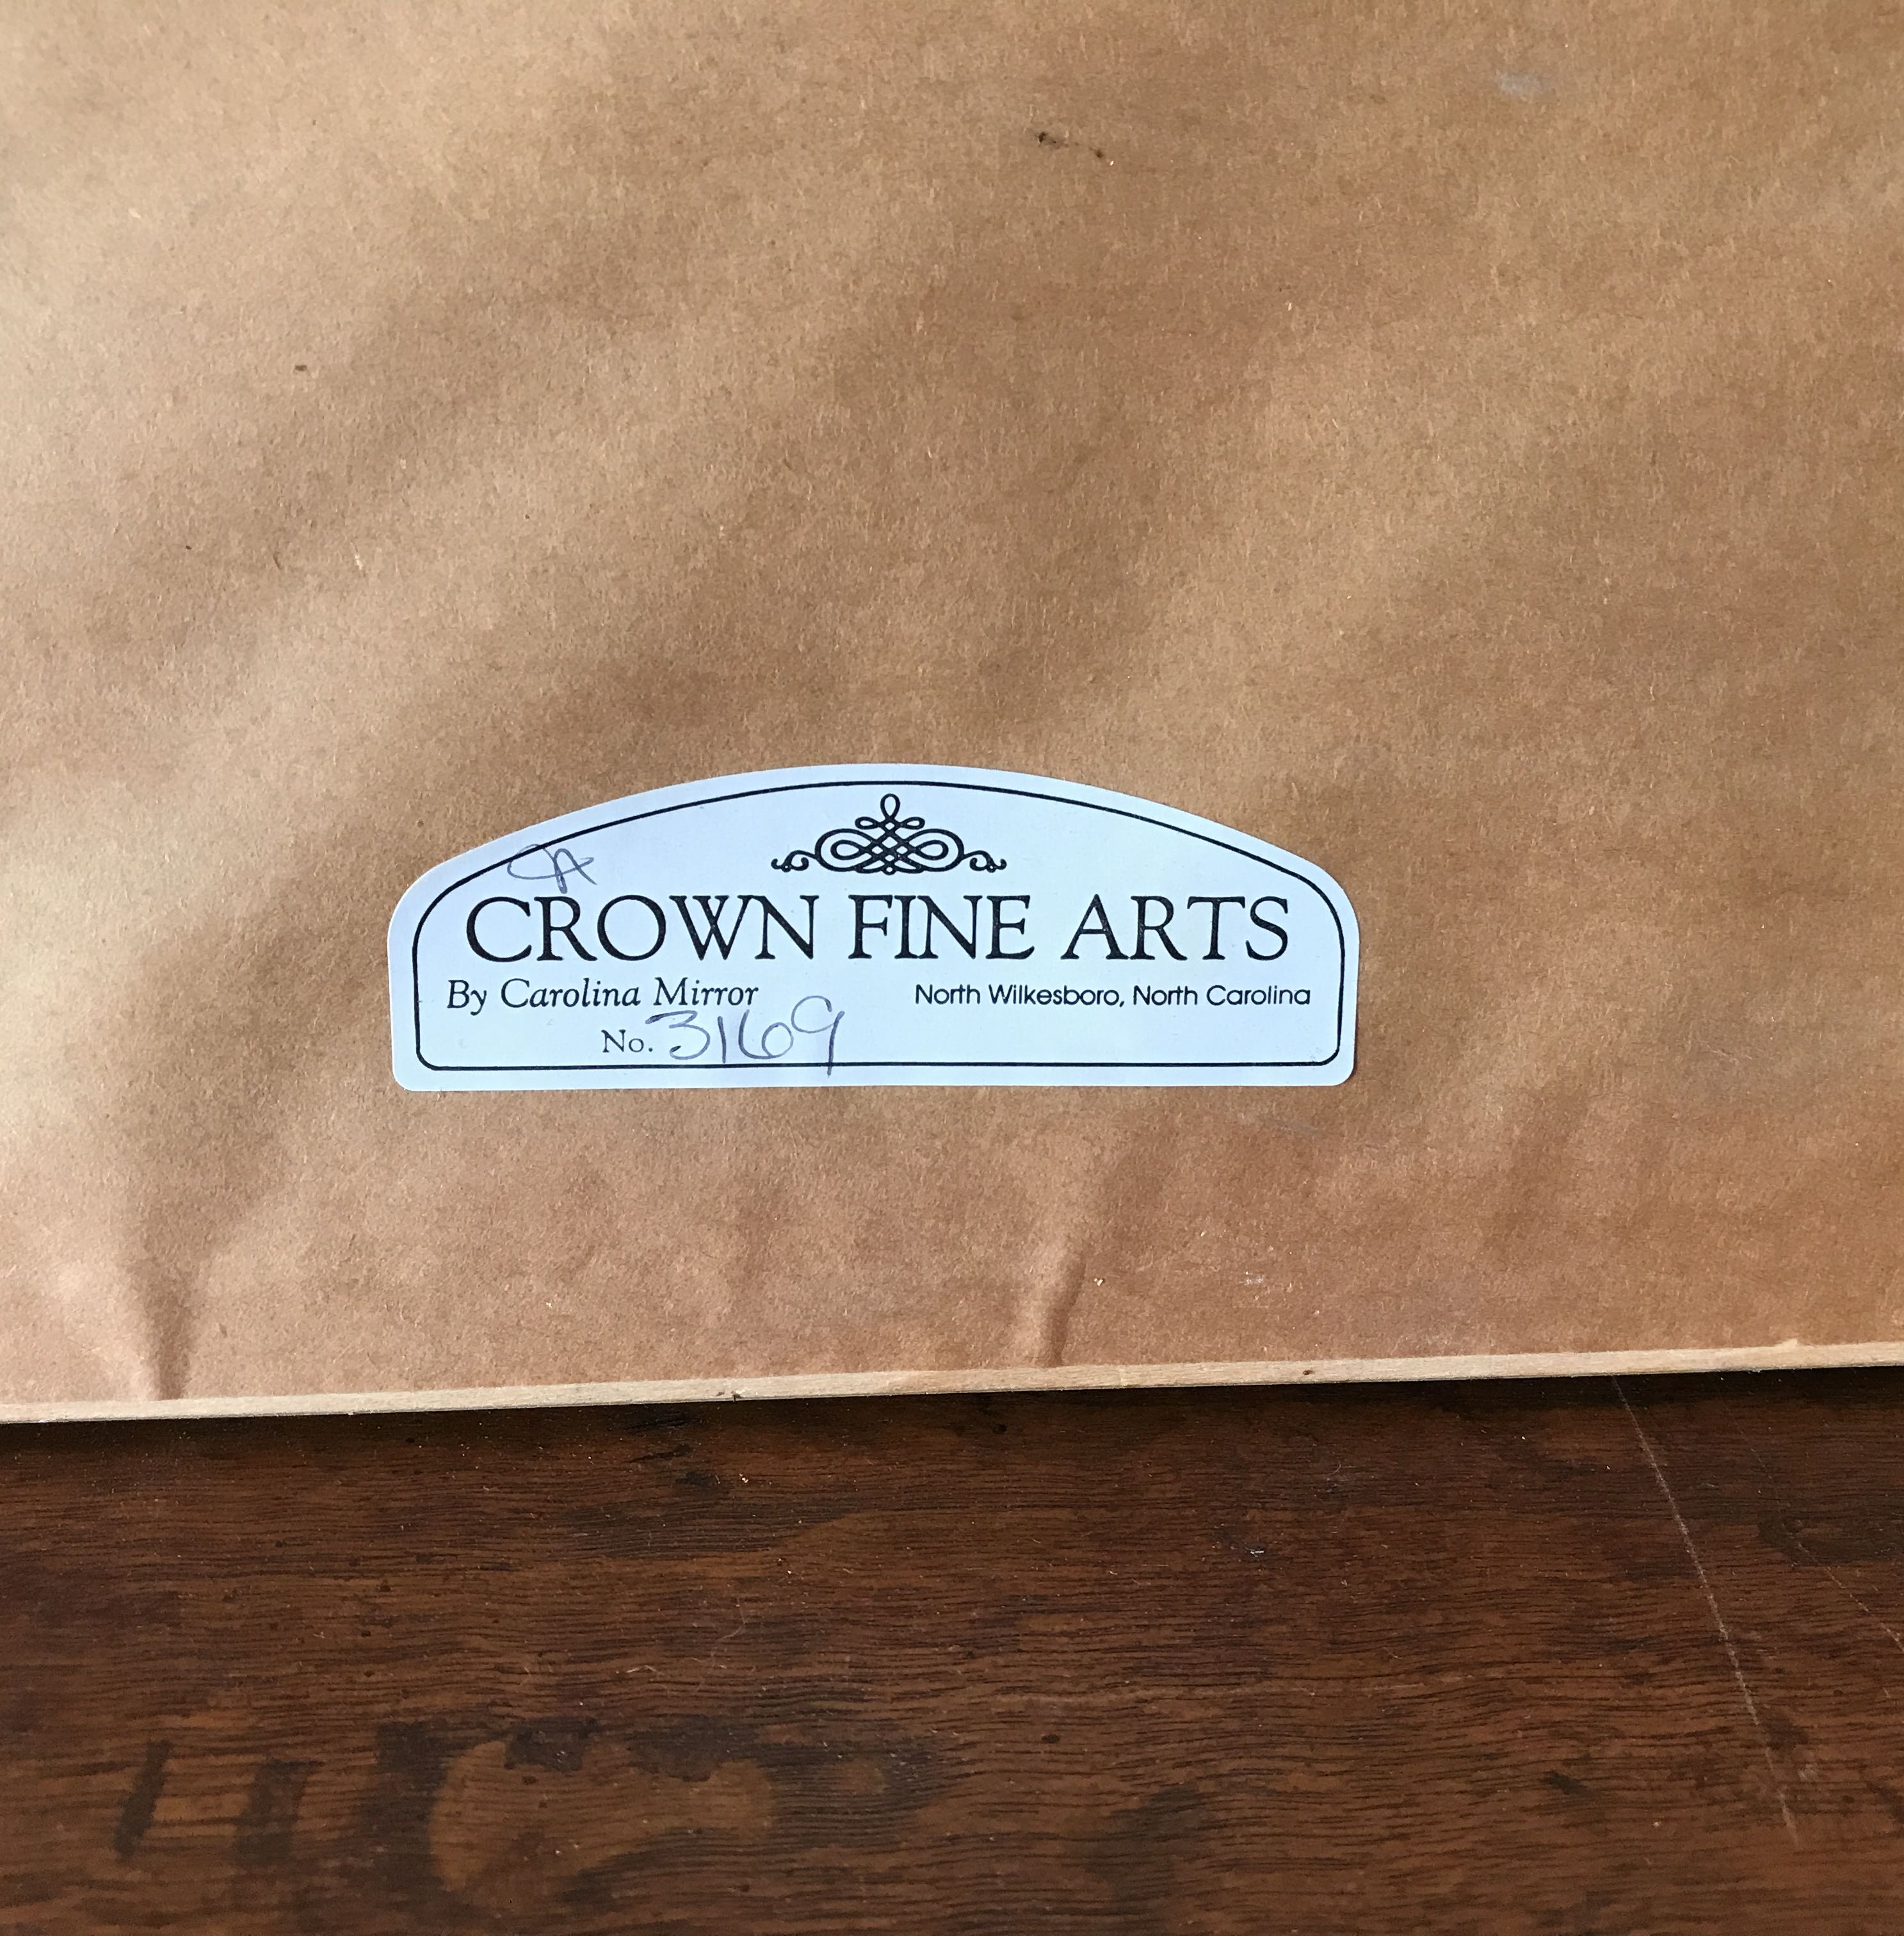 CROWN FINE ARTS
By Carolina Mirror North Wilkesboro, North Carolina
No. 3169